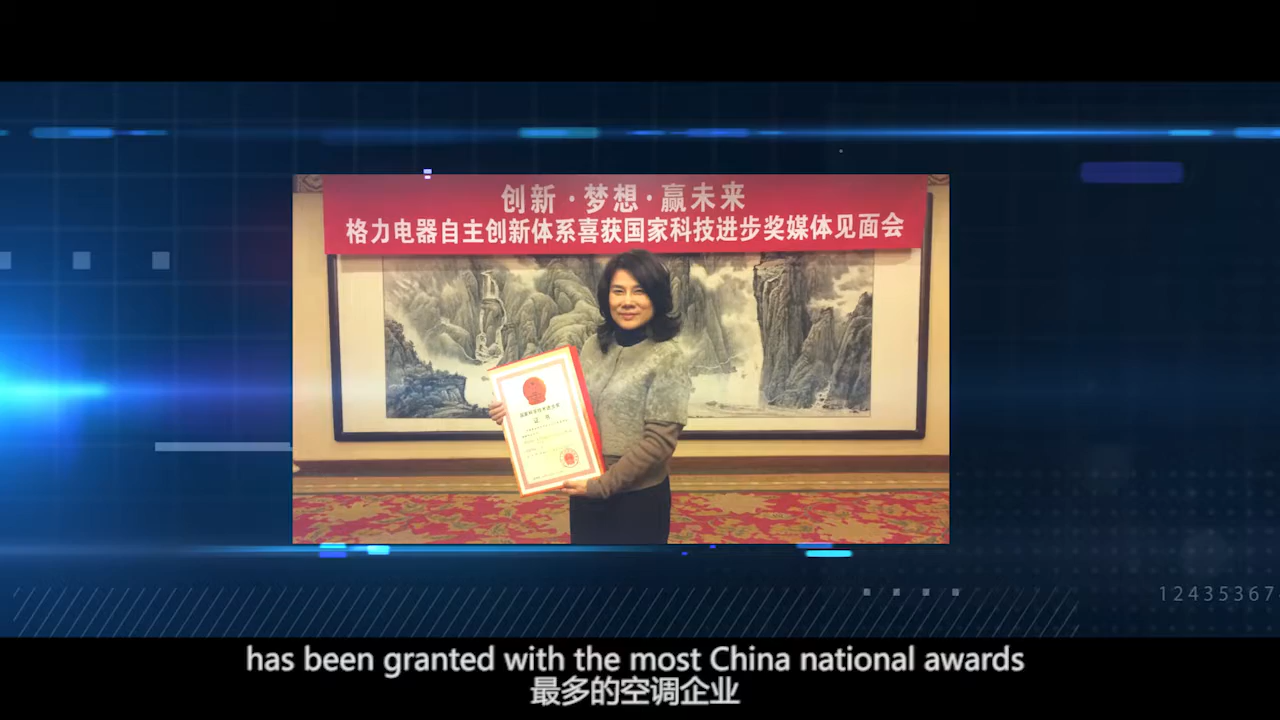 创新·梦想·赢未来
格力电器自主创新体系喜获国家科技进步奖媒体见面会
12435367
has been granted with the most China national awards
最多的空调企业